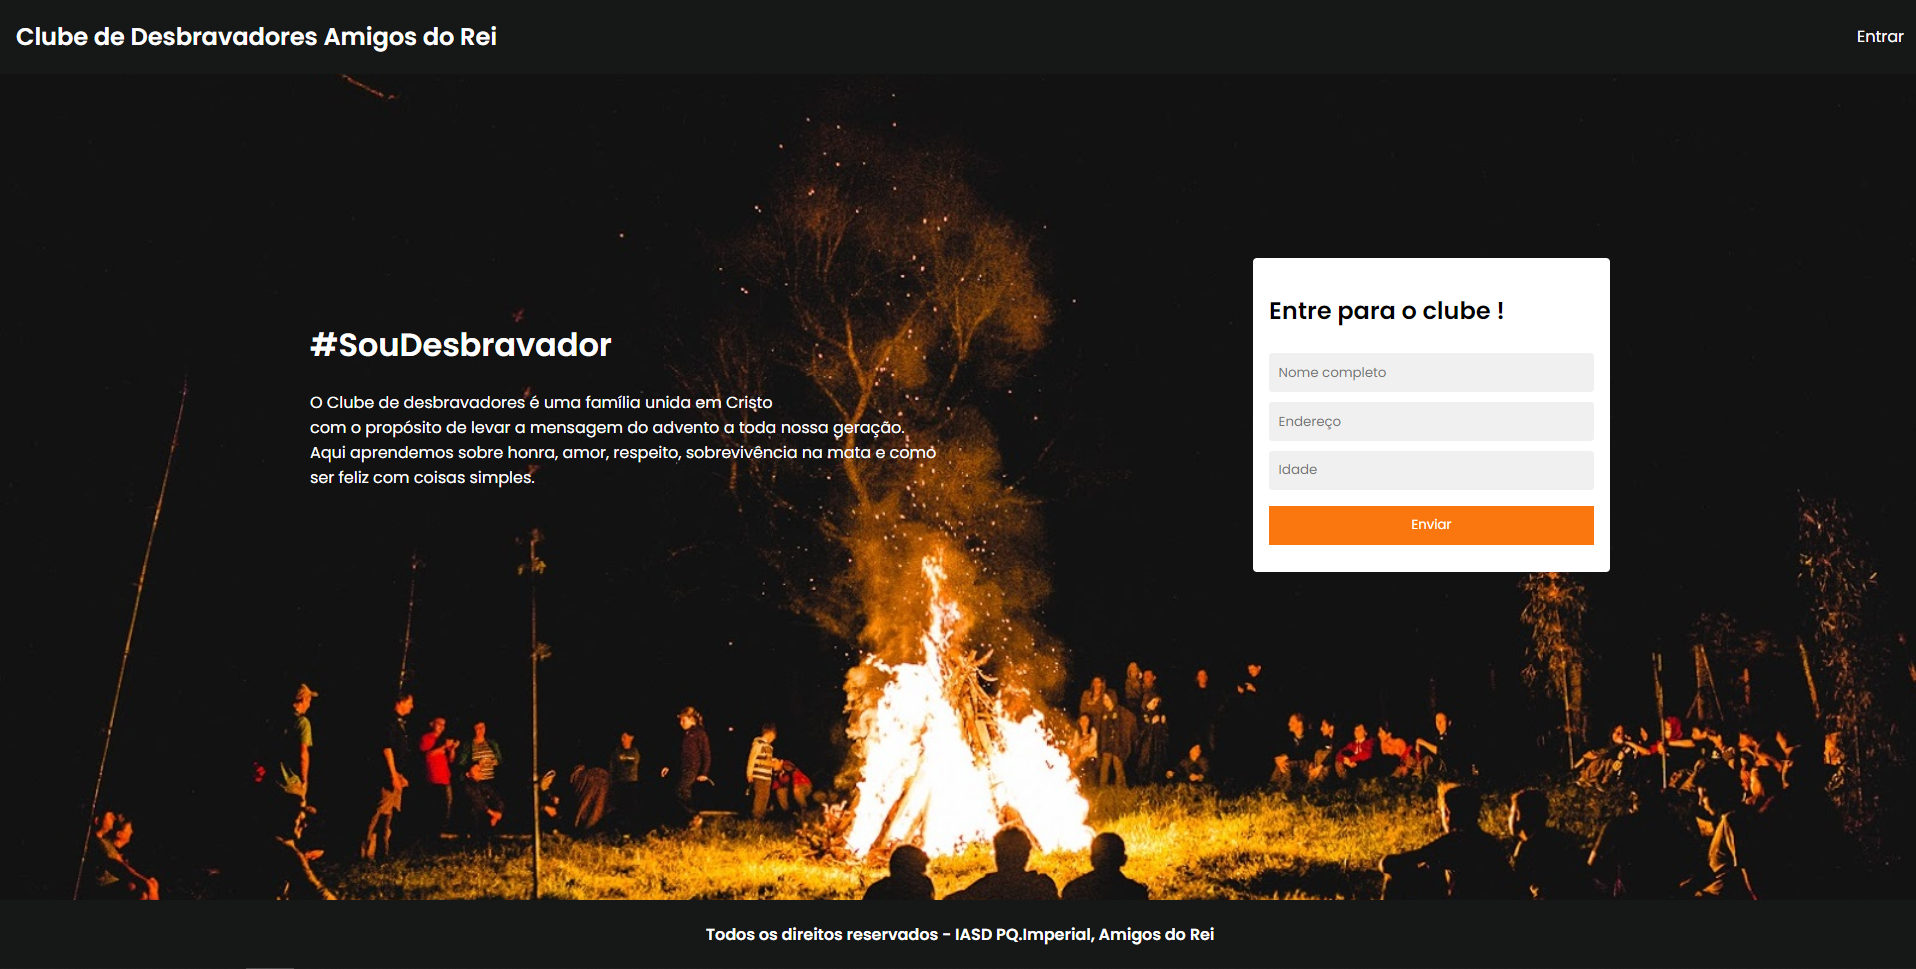 Clube de Desbravadores Amigos do Rei
Entrar
#SouDesbravador
O Clube de desbravadores é uma família unida em Cristo
com o propósito de levar a mensagem do advento a toda nossa geração.
Aqui aprendemos sobre honra, amor, respeito, sobrevivência na mata e como
ser feliz com coisas simples.
Entre para o clube !
Nome completo
Endereço
Idade
Enviar
Todos os direitos reservados - IASD PQ.Imperial, Amigos do Rei